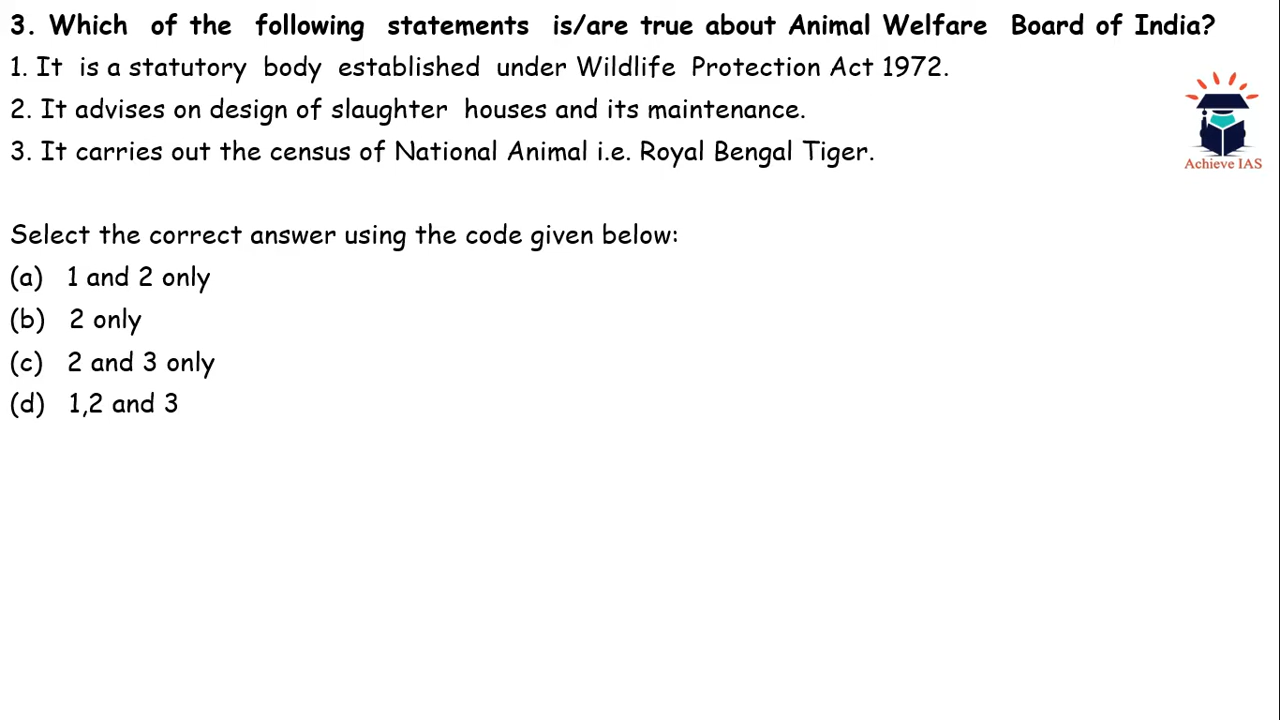 3. Which of the following statements is/are true about Animal Welfare Board of India?
1. It is a statutory body established under Wildlife Protection Act 1972.
2. It advises on design of slaughter houses and its maintenance.
3. It carries out the census of National Animal i.e. Royal Bengal Tiger.
Achieve IAS
Select the correct answer using the code given below:
(a) 1 and 2 only
(b) 2 only
(c) 2 and 3 only
(d) 1,2 and 3